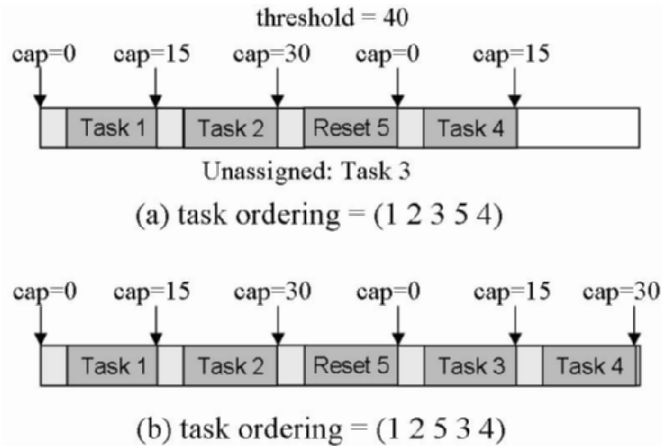 threshold = 40
cap=0 cap=15 cap=30 cap=0 cap=15
Task 1 Task 2 Reset 5 Task 4
Unassigned: Task 3
(a) task ordering = (1 2 3 5 4)
cap=0 cap=15 cap=30 cap=0 cap=15 cap=30
Task 1 Task 2 Reset 5 Task 3 Task 4
(b) task ordering = (1 2 5 3 4)